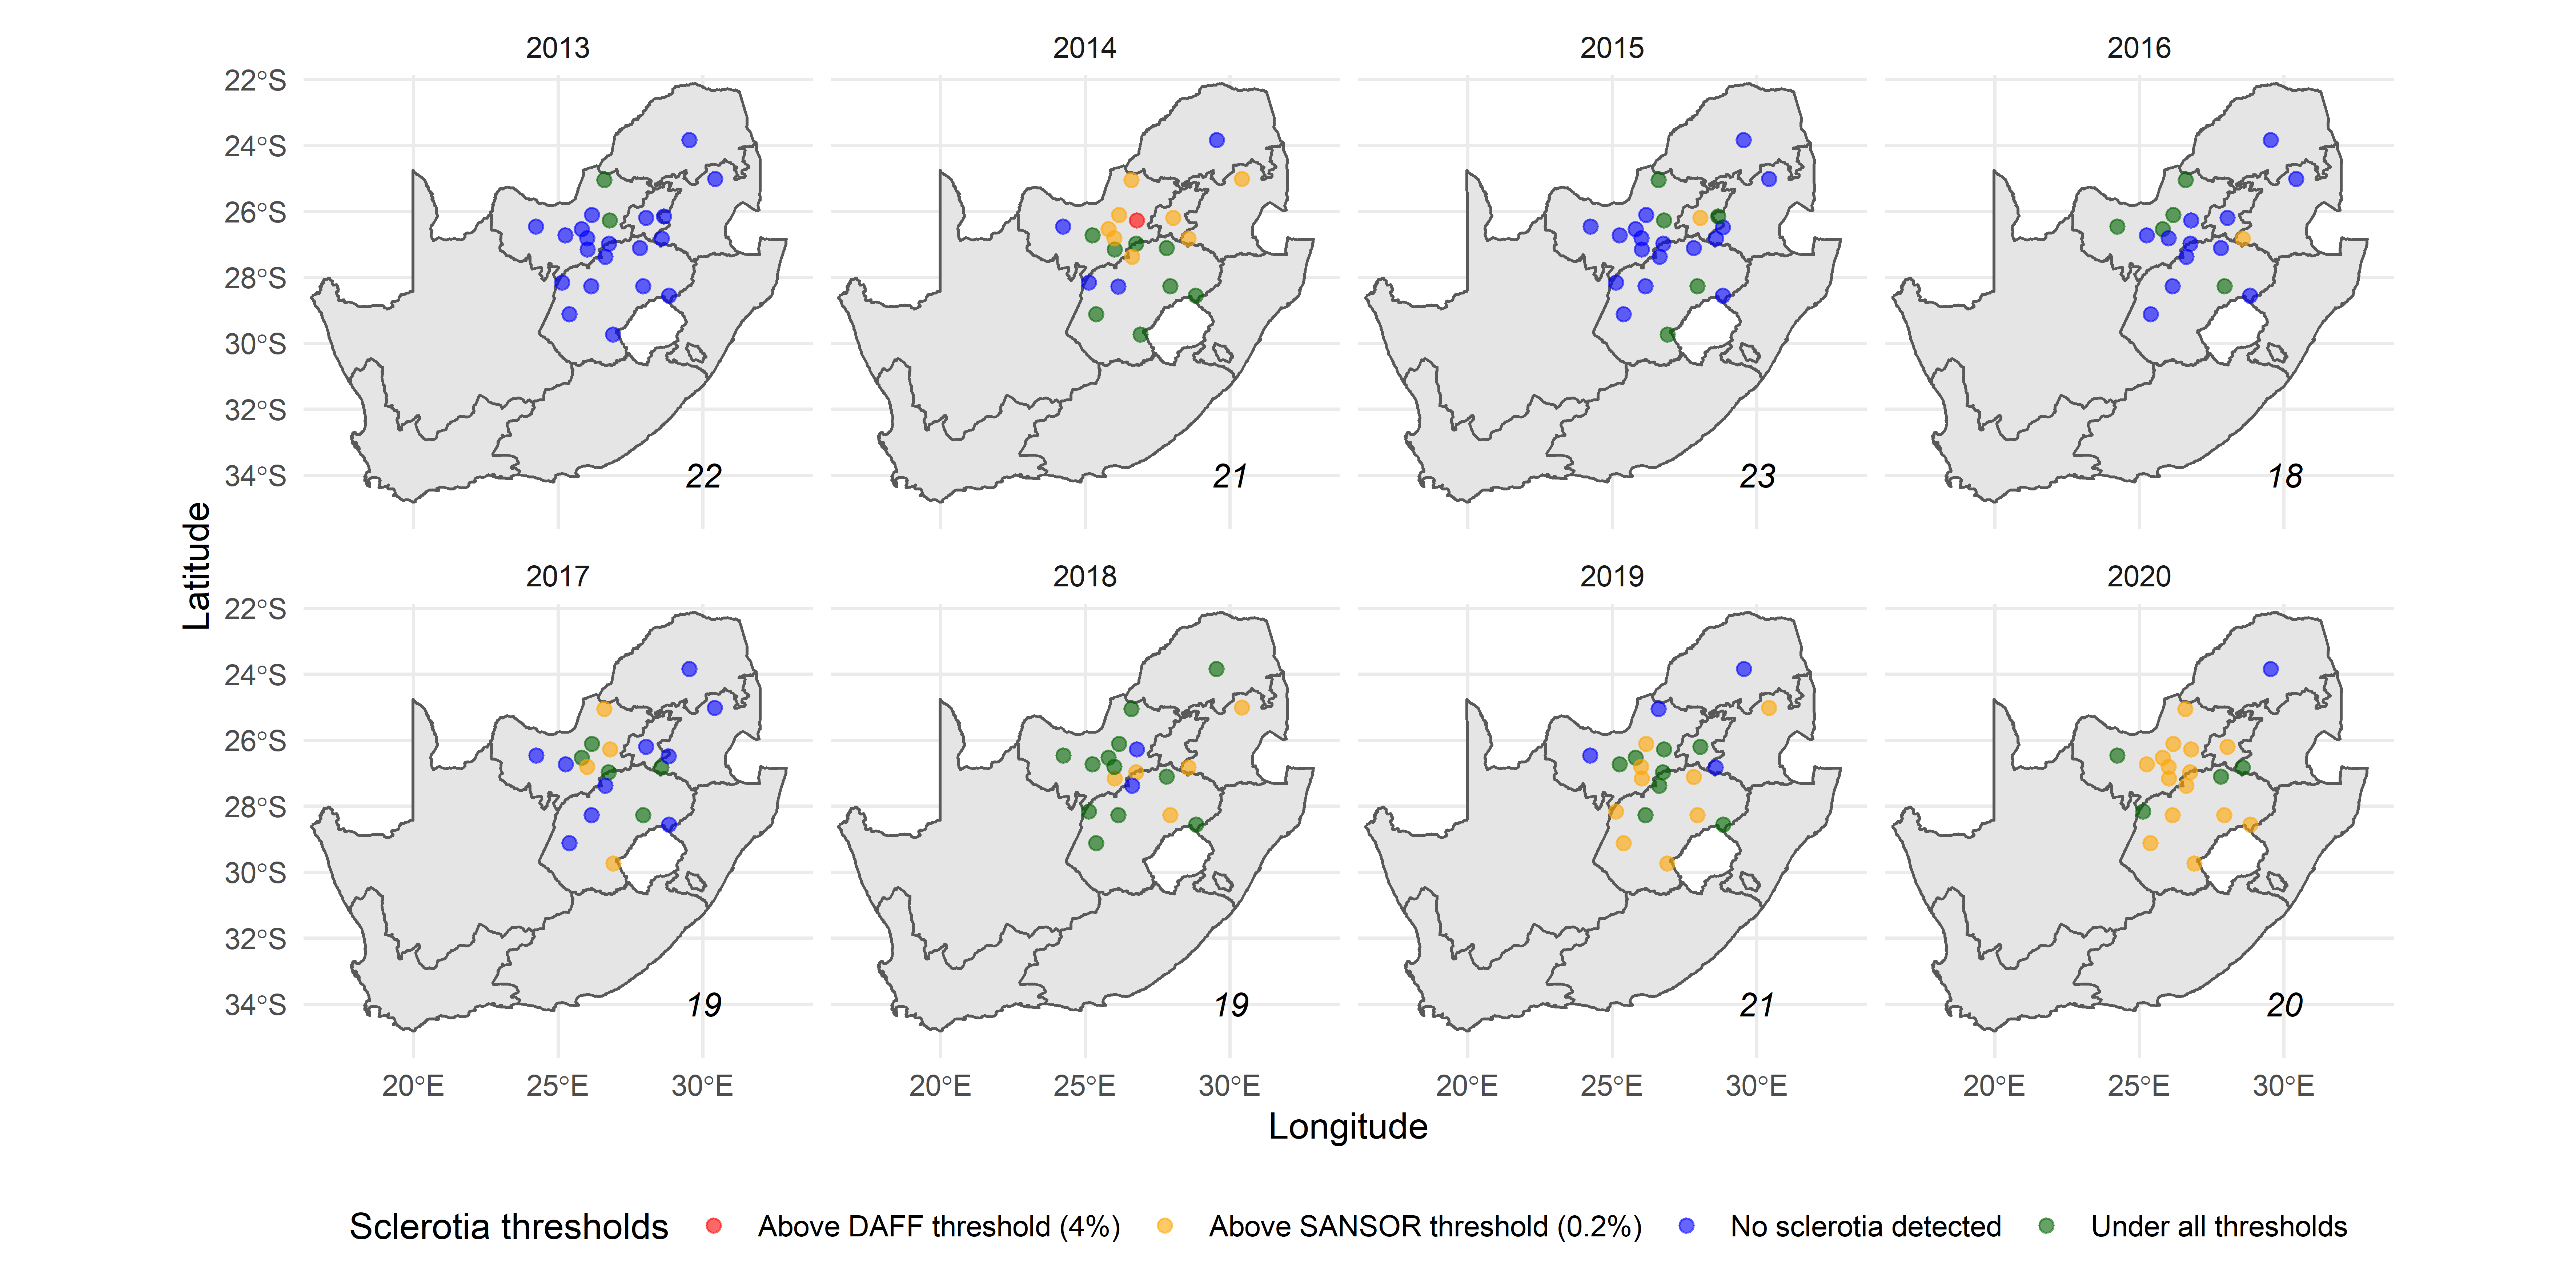 2013 2014 2015 2016
22°S
24°S
26°S
28°S
30°S
32°S
34°S
22 21 23 18
Latitude
2017 2018 2019 2020
22°S
24°S
26°S
28°S
30°S
32°S
34°S
19 19 21 20
20°E 25°E 30°E 20°E 25°E 30°E 20°E 25°E 30°E 20°E 25°E 30°E
Longitude
Sclerotia thresholds Above DAFF threshold (4%) Above SANSOR threshold (0.2%) No sclerotia detected Under all thresholds